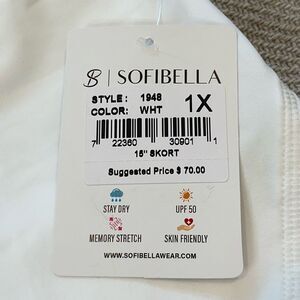 B | SOFIBELLA
STYLE: 1948 1X
COLOR: WHT
7 22360 30901 1
15" SKORT
Suggested Price $ 70.00
STAY DRY UPF 50
MEMORY STRETCH SKIN FRIENDLY
WWW.SOFIBELLAWEAR.COM